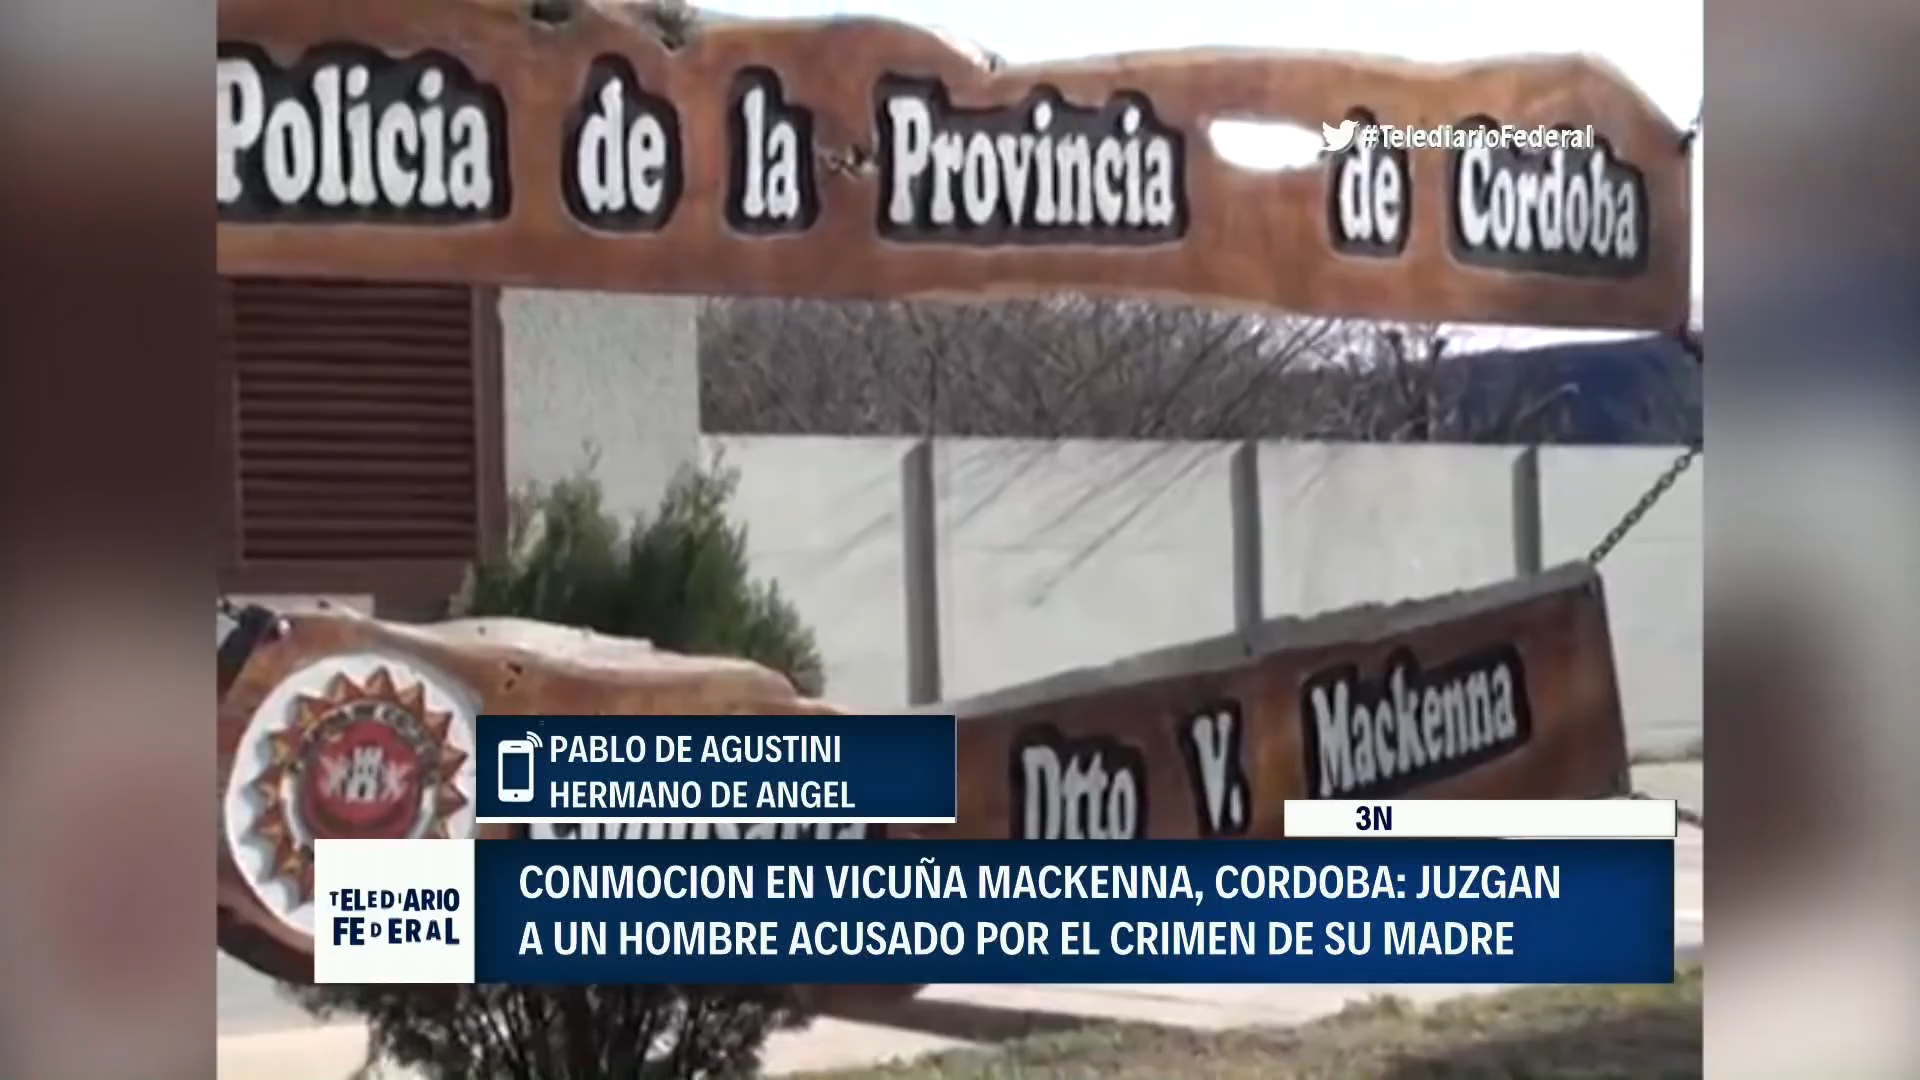 Policia de la Provincia de Cordoba
#TelediarioFederal
Dtto V. Mackenna
PABLO DE AGUSTINI
HERMANO DE ANGEL
3N
TELEDIARIO
FEDERAL
CONMOCION EN VICUÑA MACKENNA, CORDOBA: JUZGAN
A UN HOMBRE ACUSADO POR EL CRIMEN DE SU MADRE